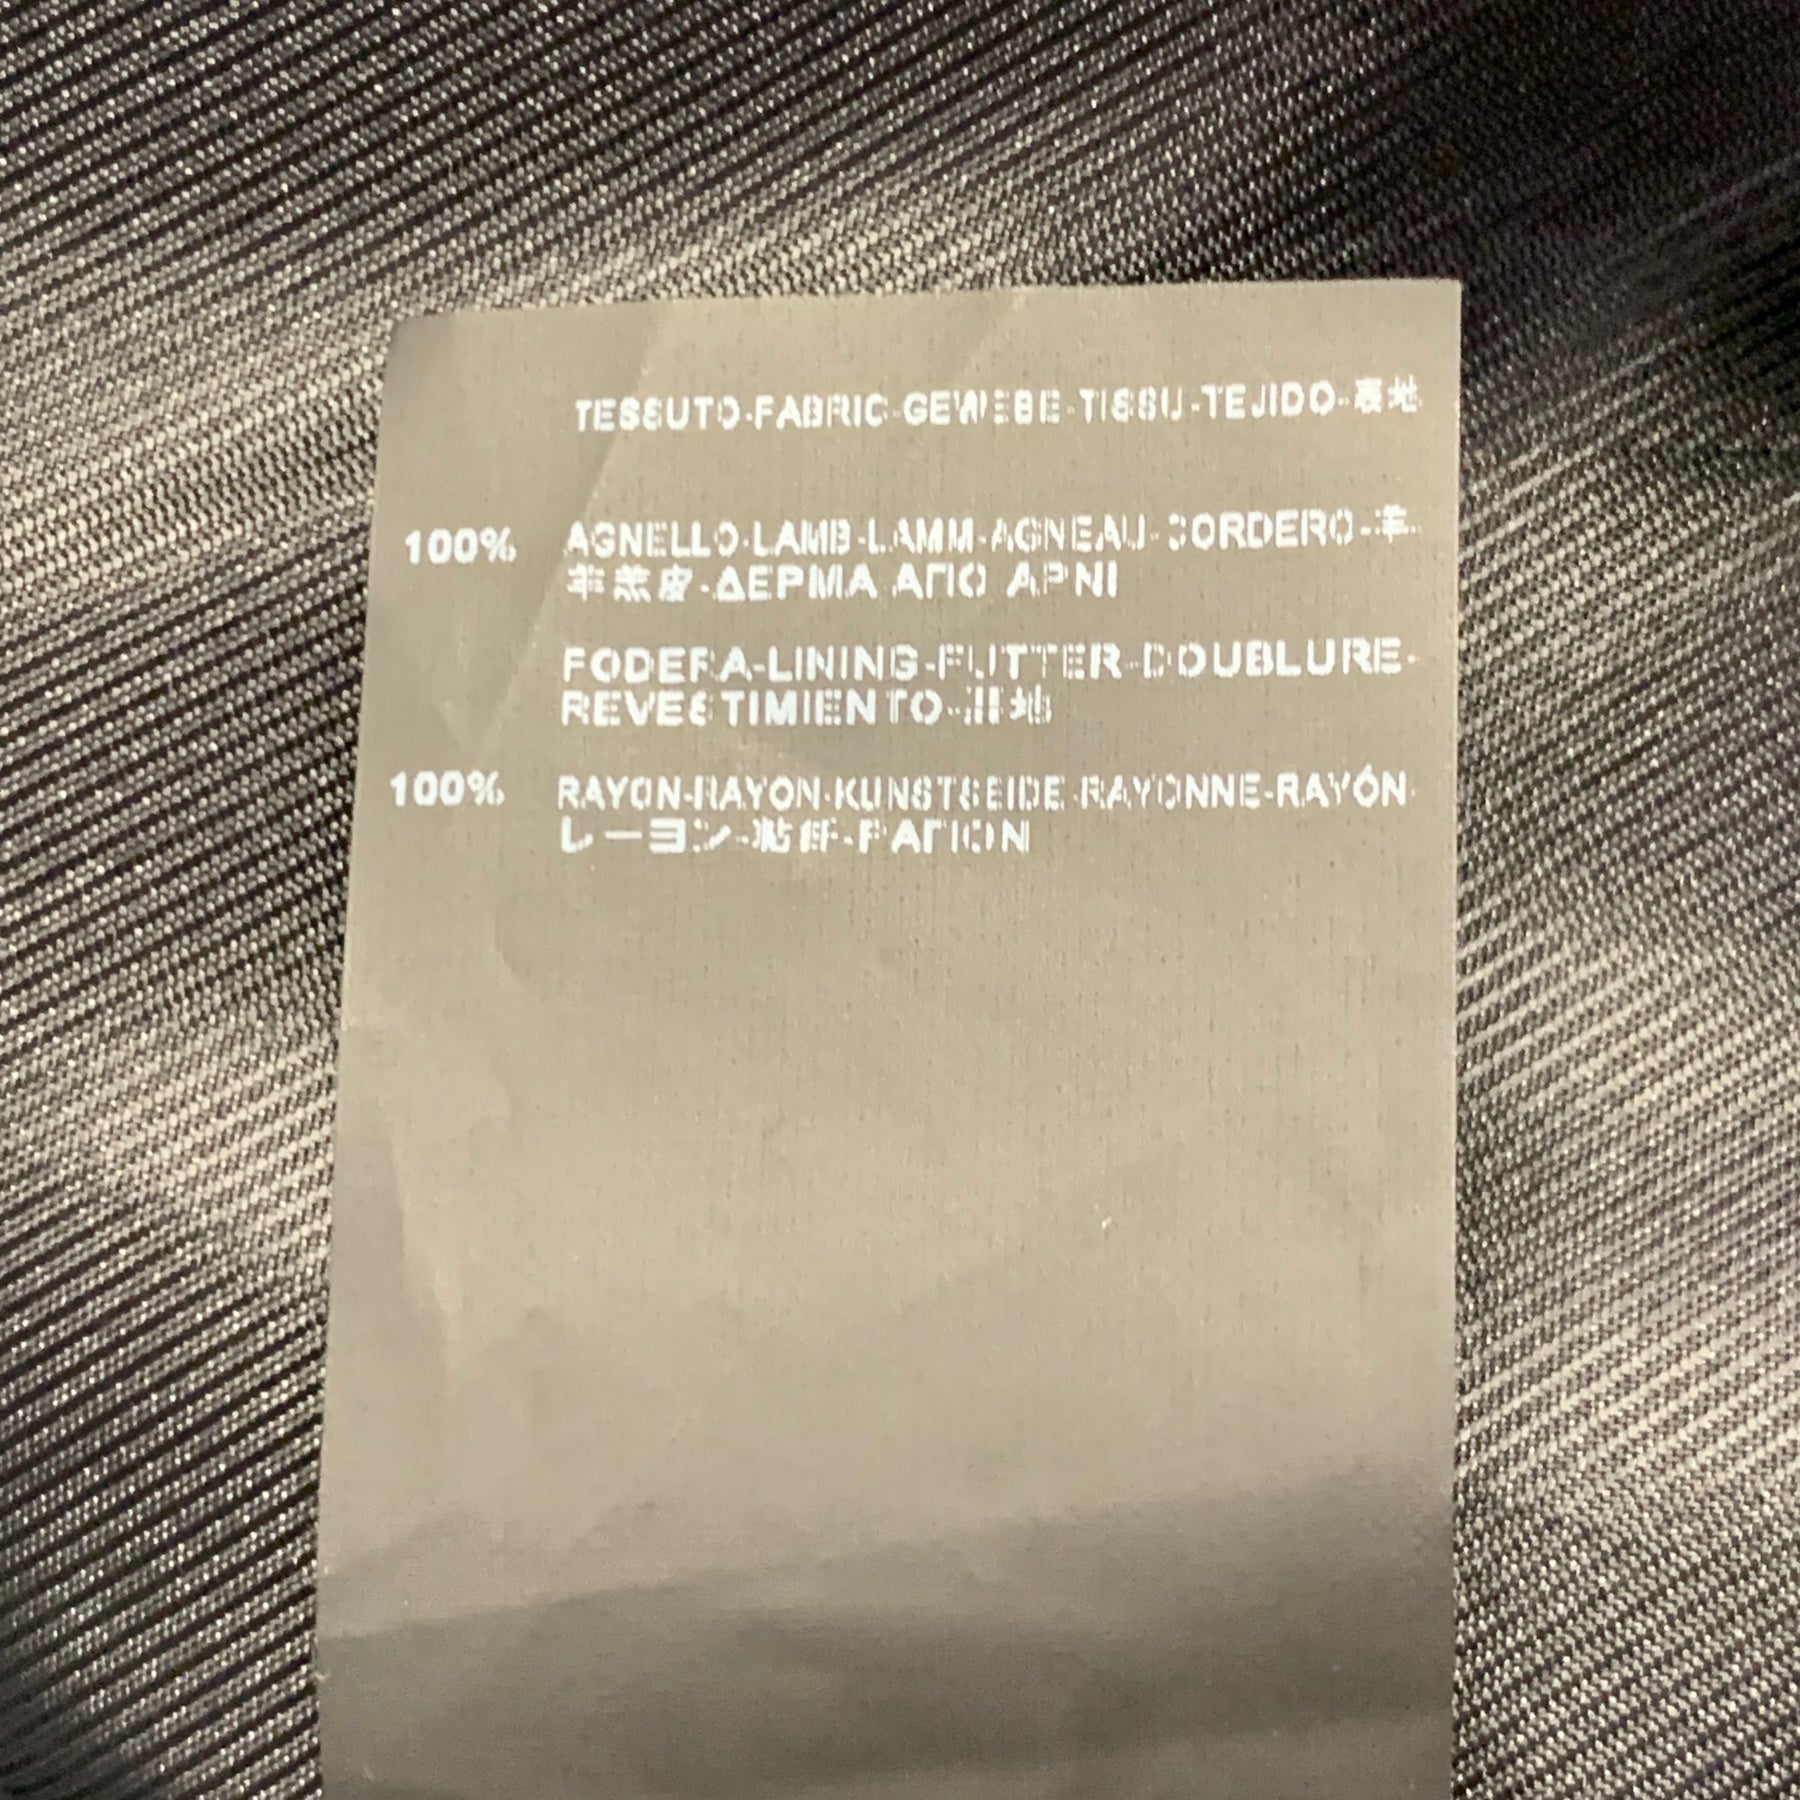 TESSUTO-FABRIC-GEWEBE-TISSU-TEJIDO-表地
100% AGNELLO-LAMB-LAMM-AGNEAU-CORDERO-羊
羊羔皮-ΔΕΡΜΑ ΑΠΟ ΑΡΝΙ
FODERA-LINING-FUTTER-DOUBLURE-
REVESTIMIENTO-裏地
100% RAYON-RAYON-KUNSTSEIDE-RAYONNE-RAYÓN-
レーヨン-粘纤-ΡΑΓΙΟΝ